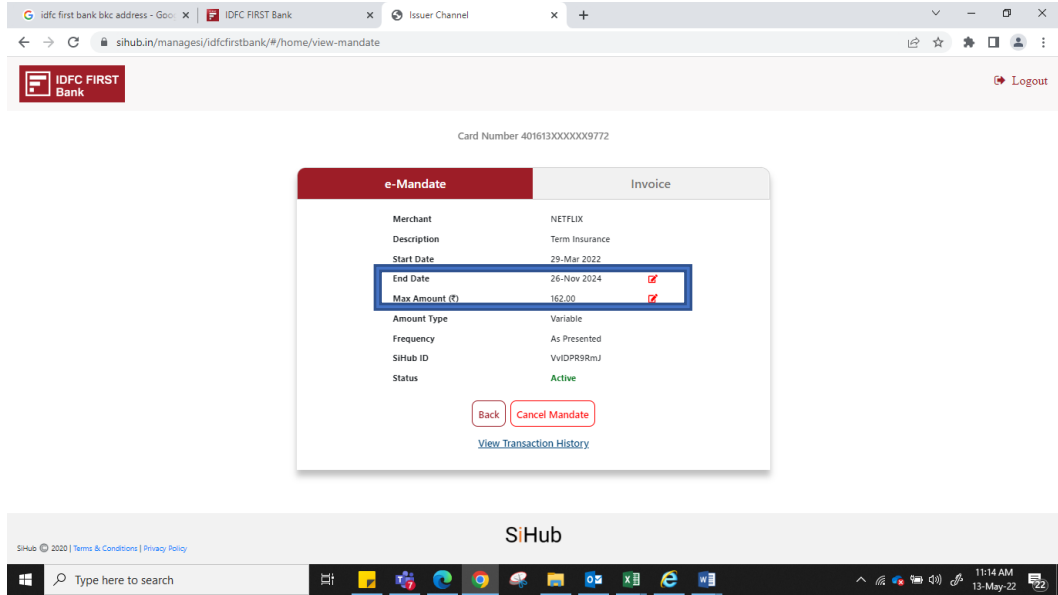 idfc first bank bkc address - Goo
IDFC FIRST Bank
Issuer Channel
sihub.in/managesi/idfcfirstbank/#/home/view-mandate
IDFC FIRST
Bank
Logout
Card Number 401613XXXXXX9772
e-Mandate Invoice
Merchant NETFLIX
Description Term Insurance
Start Date 29-Mar 2022
End Date 26-Nov 2024
Max Amount (₹) 162.00
Amount Type Variable
Frequency As Presented
SiHub ID VvIDPR9RmJ
Status Active
Back Cancel Mandate
View Transaction History
SiHub
SiHub © 2020 | Terms & Conditions | Privacy Policy
Type here to search
7
11:14 AM
13-May-22
22